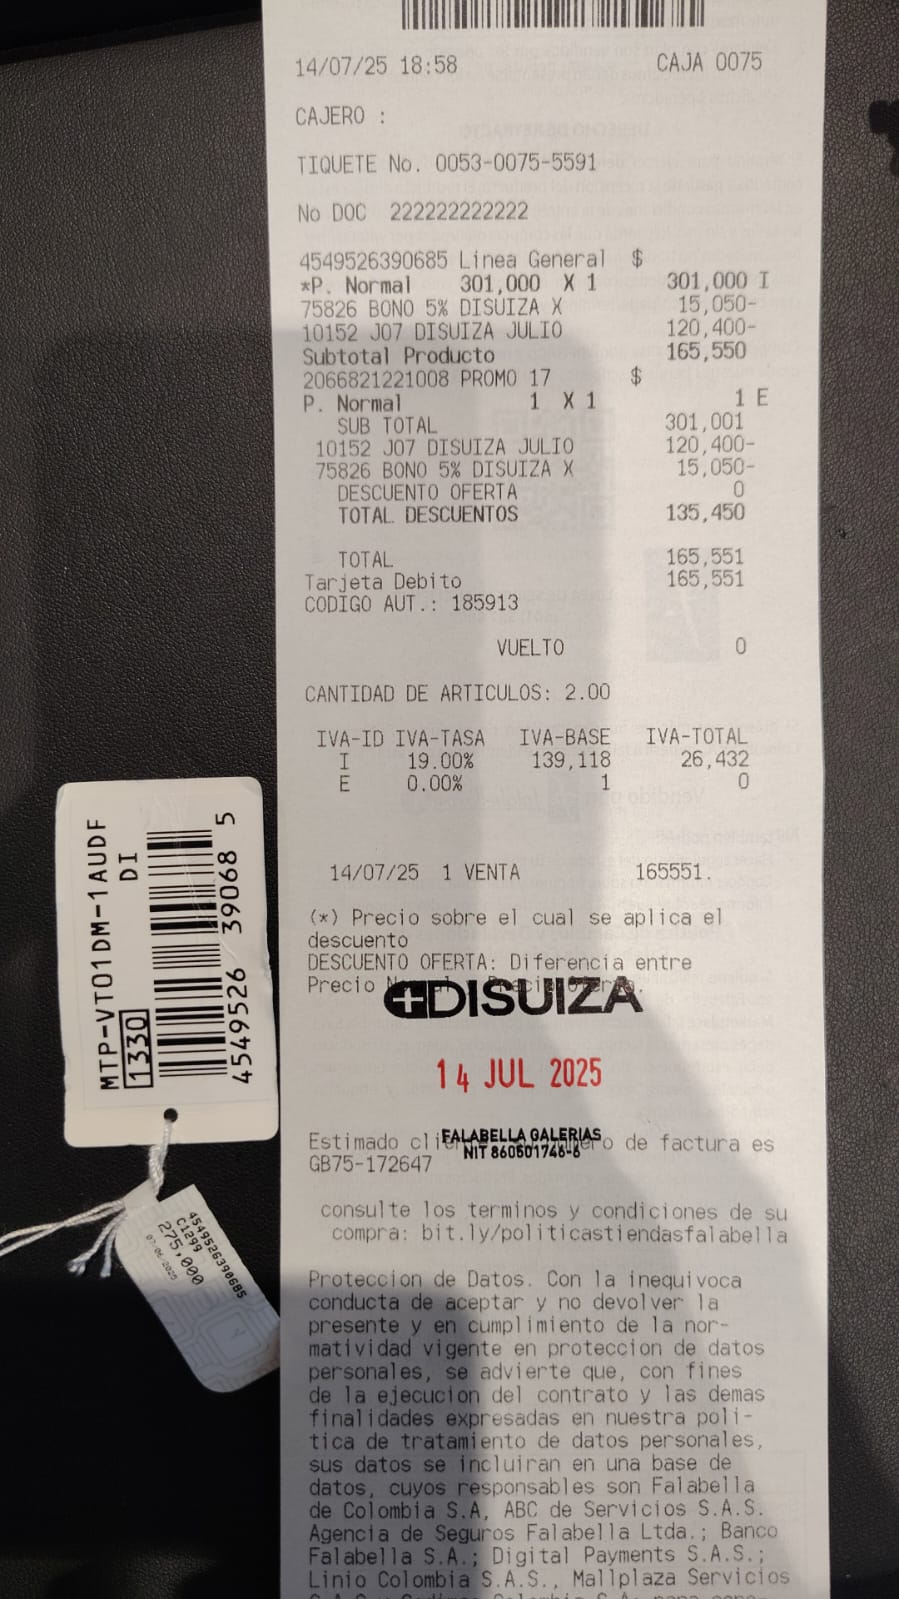 14/07/25 18:58 CAJA 0075
CAJERO :
TIQUETE No. 0053-0075-5591
No DOC 222222222222
4549526390685 Linea General $
*P. Normal 301,000 X 1 301,000 I
75826 BONO 5% DISUIZA X 15,050-
10152 J07 DISUIZA JULIO 120,400-
Subtotal Producto 165,550
2066821221008 PROMO 17 $
P. Normal 1 X 1 1 E
SUB TOTAL 301,001
10152 J07 DISUIZA JULIO 120,400-
75826 BONO 5% DISUIZA X 15,050-
DESCUENTO OFERTA 0
TOTAL DESCUENTOS 135,450
TOTAL 165,551
Tarjeta Debito 165,551
CODIGO AUT.: 185913
VUELTO 0
CANTIDAD DE ARTICULOS: 2.00
IVA-ID IVA-TASA IVA-BASE IVA-TOTAL
I 19.00% 139,118 26,432
E 0.00% 1 0
14/07/25 1 VENTA 165551.
(*) Precio sobre el cual se aplica el
descuento
DESCUENTO OFERTA: Diferencia entre
Precio
DISUIZA
14 JUL 2025
Estimado de factura es
FALABELLA GALERIAS
NIT 860501746-6
GB75-172647
consulte los terminos y condiciones de su
compra: bit.ly/politicastiendasfalabella
Proteccion de Datos. Con la inequivoca
conducta de aceptar y no devolver la
presente y en cumplimiento de la nor-
matividad vigente en proteccion de datos
personales, se advierte que, con fines
de la ejecucion del contrato y las demas
finalidades expresadas en nuestra poli-
tica de tratamiento de datos personales,
sus datos se incluiran en una base de
datos, cuyos responsables son Falabella
de Colombia S.A, ABC de Servicios S.A.S.
Agencia de Seguros Falabella Ltda.; Banco
Falabella S.A.; Digital Payments S.A.S.;
Linio Colombia S.A.S., Mallplaza Servicios
MTP-VT01DM-1AUDF
DI
1330
4549526 39068 5
4549526390685
C1299
275,000